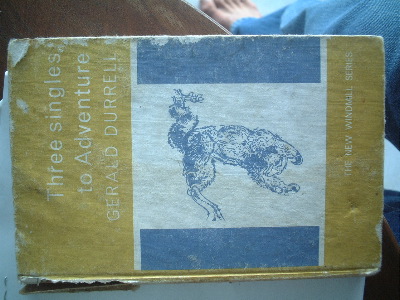 Three singles
to Adventure
GERALD DURRELL
THE NEW WINDMILL SERIES